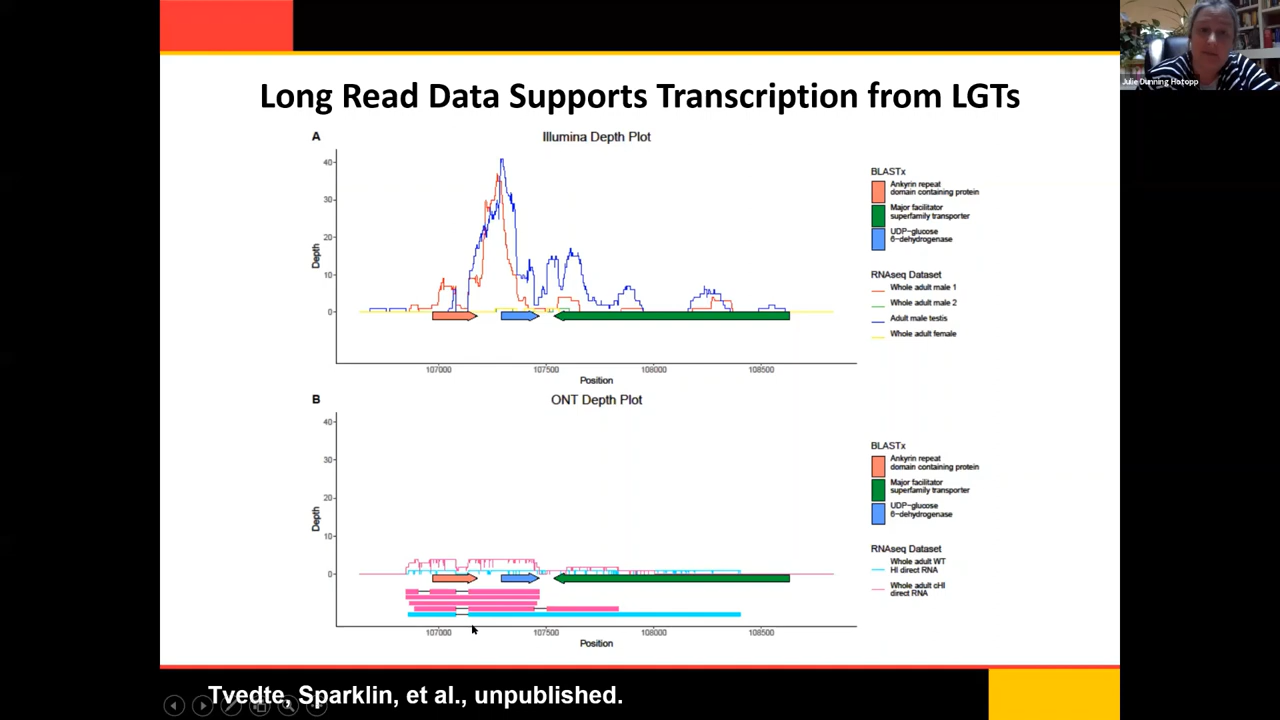 Julie Dunning Hotopp
Long Read Data Supports Transcription from LGTs
A
Illumina Depth Plot
40
30
20
10
0
Depth
107000 107500 108000 108500
Position
BLASTx
Ankyrin repeat
domain containing protein
Major facilitator
superfamily transporter
UDP-glucose
6-dehydrogenase
RNAseq Dataset
Whole adult male 1
Whole adult male 2
Adult male testis
Whole adult female
B
ONT Depth Plot
40
30
20
10
0
Depth
107000 107500 108000 108500
Position
BLASTx
Ankyrin repeat
domain containing protein
Major facilitator
superfamily transporter
UDP-glucose
6-dehydrogenase
RNAseq Dataset
Whole adult WT
HI direct RNA
Whole adult cHI
direct RNA
Tvedte, Sparklin, et al., unpublished.